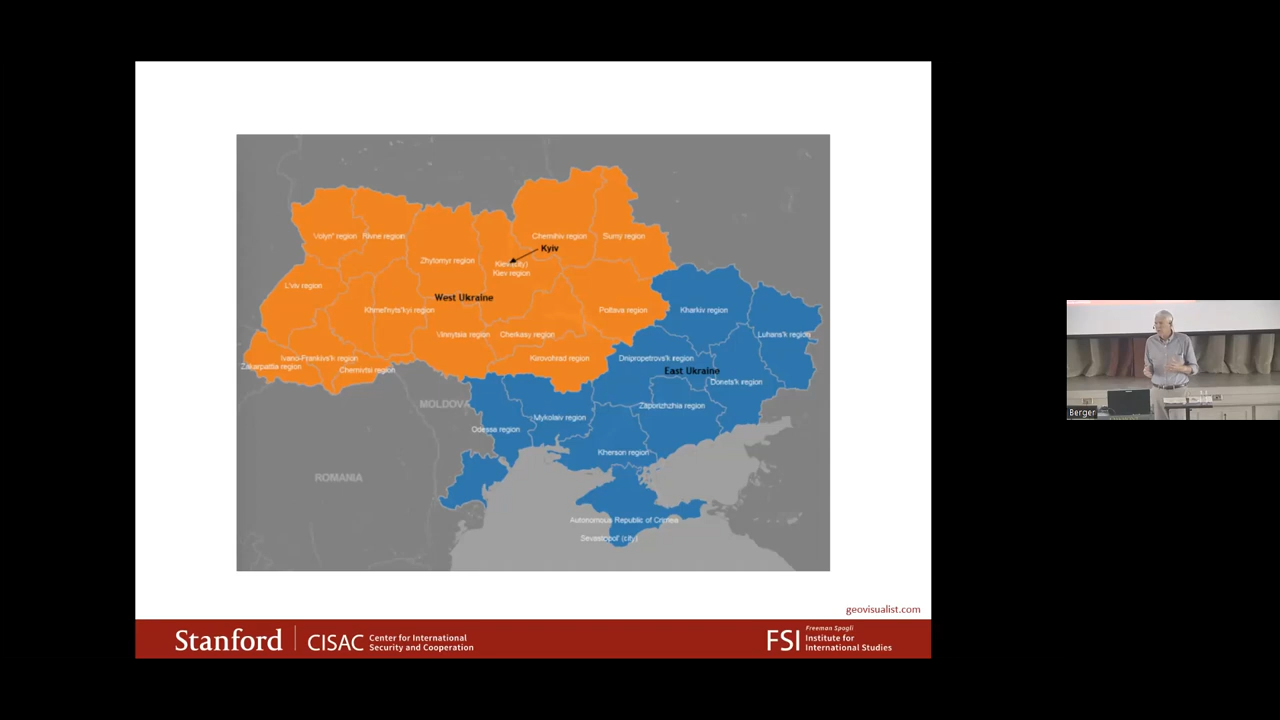 Volyn" region
Rivne region
Chernihiv region
Sumy region
Kyiv
Zhytomyr region
Kiev (city)
Kiev region
L'viv region
West Ukraine
Khmel'nyts'kyi region
Poltava region
Kharkiv region
Vinnytsia region
Cherkasy region
Luhans'k region
Ivano-Frankivs'k region
Zakarpattia region
Chernivtsi region
Kirovohrad region
Dnipropetrovs'k region
East Ukraine
Donets'k region
MOLDOVA
Zaporizhzhia region
Mykolaiv region
Odessa region
Kherson region
ROMANIA
Autonomous Republic of Crimea
Sevastopol' (city)
Berger
geovisualist.com
Stanford
CISAC
Center for International
Security and Cooperation
FSI
Freeman Spogli
Institute for
International Studies